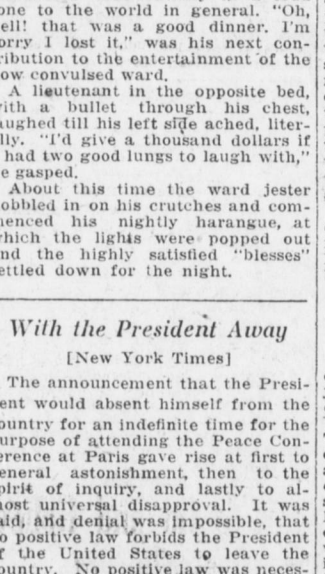 one to the world in general. "Oh,
ell! that was a good dinner. I'm
orry I lost it," was his next con-
ribution to the entertainment of the
ow convulsed ward.
A lieutenant in the opposite bed,
ith a bullet through his chest,
aughed till his left side ached, liter-
lly. "I'd give a thousand dollars if
had two good lungs to laugh with,"
e gasped.
About this time the ward jester
obbled in on his crutches and com-
enced his nightly harangue, at
hich the lights were popped out
nd the highly satisfied "blesses"
ettled down for the night.
With the President Away
[New York Times]
The announcement that the Presi-
ent would absent himself from the
ountry for an indefinite time for the
urpose of attending the Peace Con-
erence at Paris gave rise at first to
eneral astonishment, then to the
pirit of inquiry, and lastly to al-
ost universal disapproval. It was
aid, and denial was impossible, that
o positive law forbids the President
f the United States to leave the
ountry. No positive law was neces-